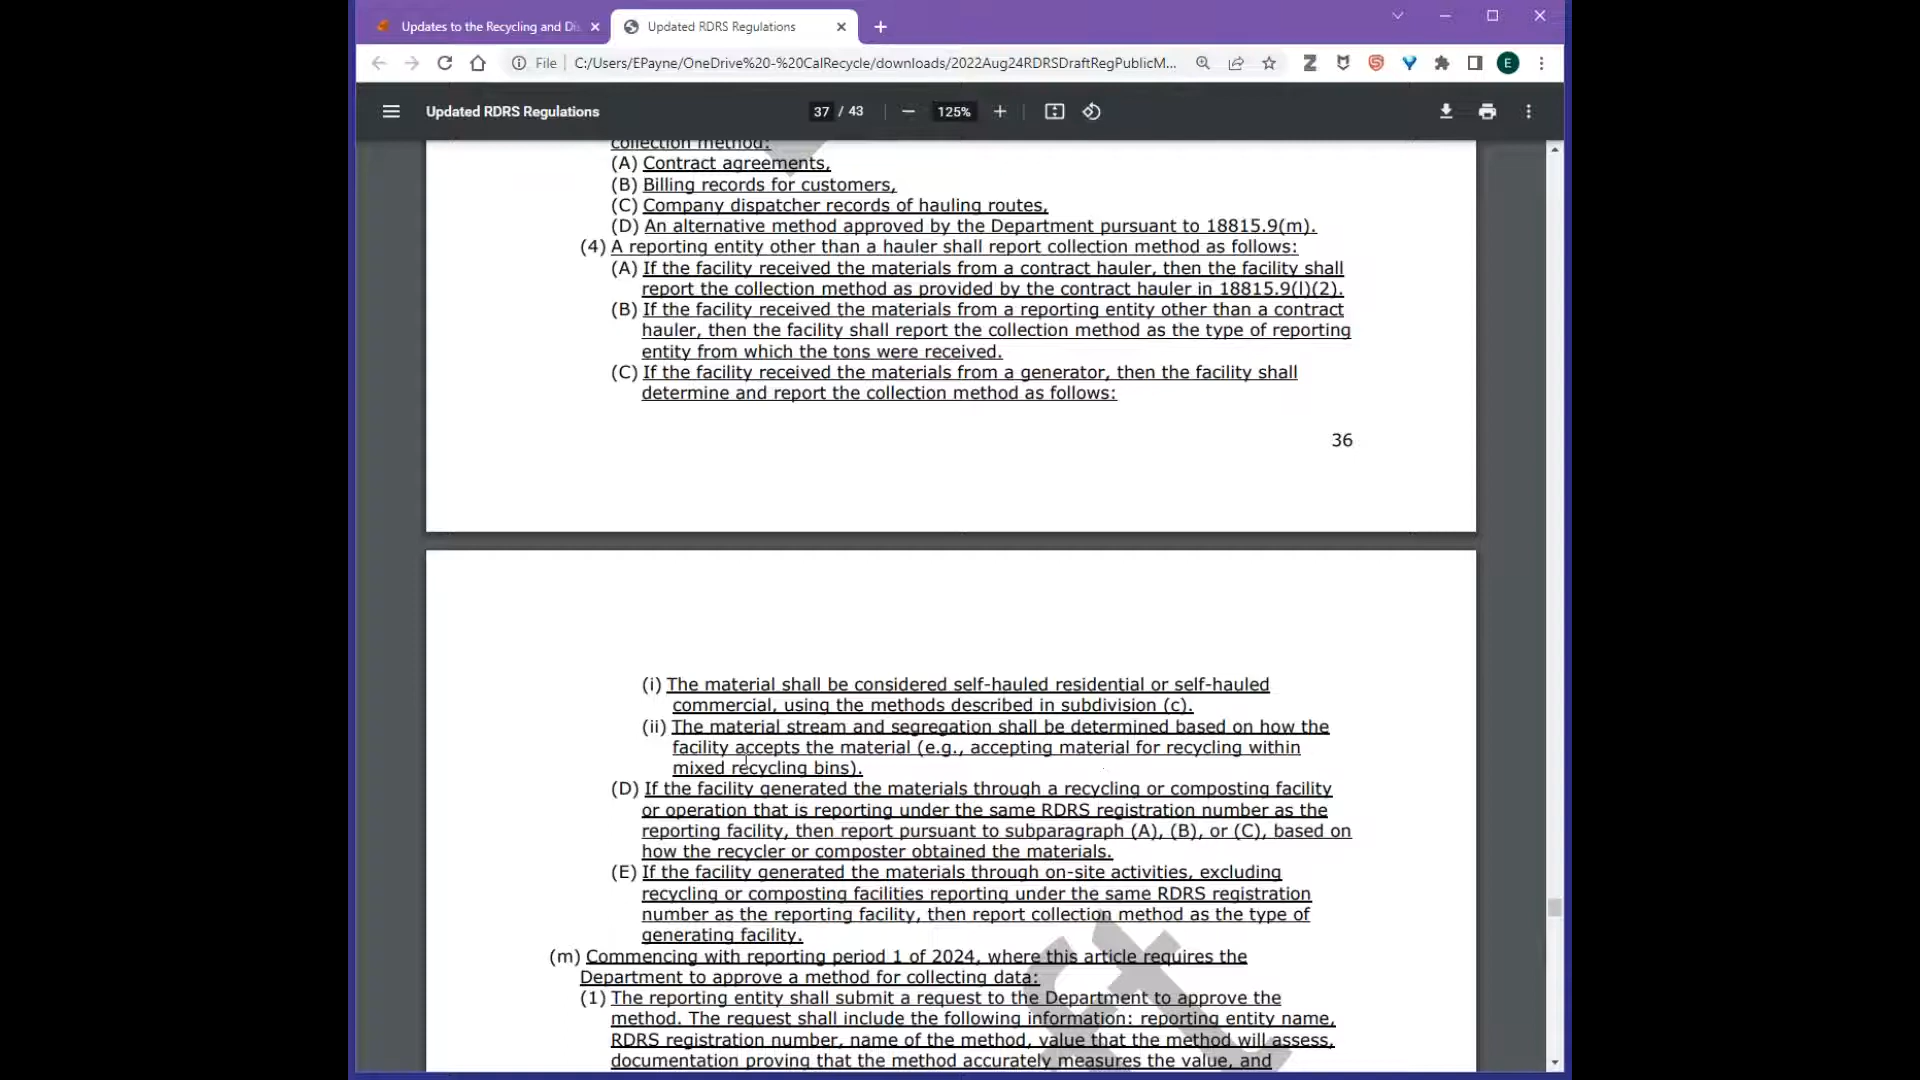 Updates to the Recycling and Di
Updated RDRS Regulations
File
C:/Users/EPayne/OneDrive%20-%20CalRecycle/downloads/2022Aug24RDRSDraftRegPublicM...
E
Updated RDRS Regulations
37 / 43
125%
collection method:
(A) Contract agreements,
(B) Billing records for customers,
(C) Company dispatcher records of hauling routes,
(D) An alternative method approved by the Department pursuant to 18815.9(m).
(4) A reporting entity other than a hauler shall report collection method as follows:
(A) If the facility received the materials from a contract hauler, then the facility shall
report the collection method as provided by the contract hauler in 18815.9(l)(2).
(B) If the facility received the materials from a reporting entity other than a contract
hauler, then the facility shall report the collection method as the type of reporting
entity from which the tons were received.
(C) If the facility received the materials from a generator, then the facility shall
determine and report the collection method as follows:
36
(i) The material shall be considered self-hauled residential or self-hauled
commercial, using the methods described in subdivision (c).
(ii) The material stream and segregation shall be determined based on how the
facility accepts the material (e.g., accepting material for recycling within
mixed recycling bins).
(D) If the facility generated the materials through a recycling or composting facility
or operation that is reporting under the same RDRS registration number as the
reporting facility, then report pursuant to subparagraph (A), (B), or (C), based on
how the recycler or composter obtained the materials.
(E) If the facility generated the materials through on-site activities, excluding
recycling or composting facilities reporting under the same RDRS registration
number as the reporting facility, then report collection method as the type of
generating facility.
(m) Commencing with reporting period 1 of 2024, where this article requires the
Department to approve a method for collecting data:
(1) The reporting entity shall submit a request to the Department to approve the
method. The request shall include the following information: reporting entity name,
RDRS registration number, name of the method, value that the method will assess,
documentation proving that the method accurately measures the value, and